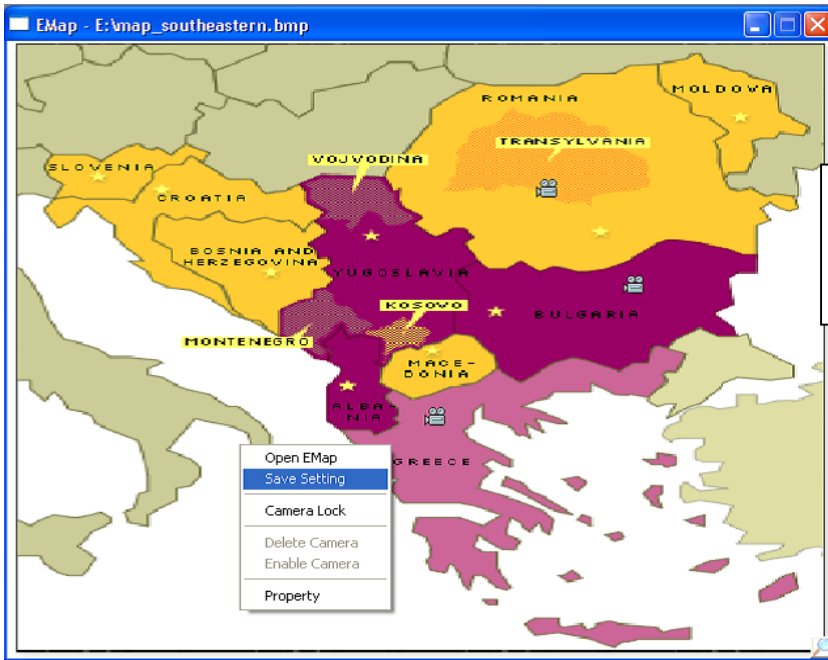 EMap - E:\map_southeastern.bmp
ROMANIA
MOLDOVA
TRANSYLVANIA
VOJVODINA
SLOVENIA
CROATIA
BOSNIA AND
HERZEGOVINA
YUGOSLAVIA
KOSOVO
BULGARIA
MONTENEGRO
MACE-
DONIA
ALBA-
NIA
GREECE
Open EMap
Save Setting
Camera Lock
Delete Camera
Enable Camera
Property